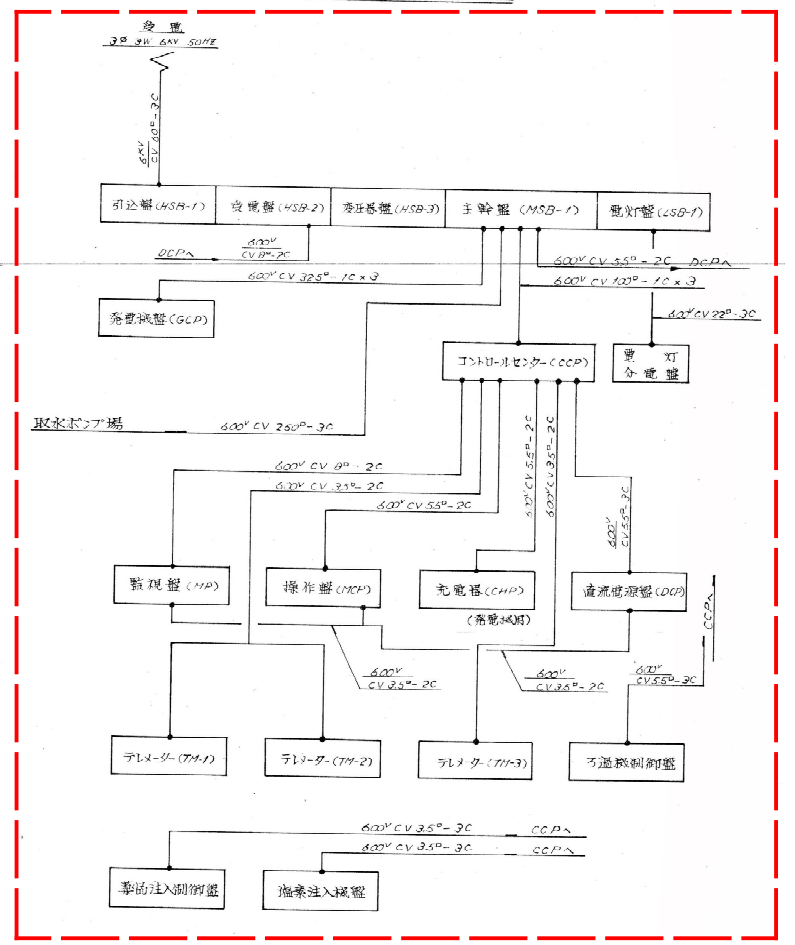 受電
3Φ 3W 6KV 50HZ
6KV
CV 60□-3C
引込盤(HSB-1)
受電盤(HSB-2)
変圧器盤(HSB-3)
主幹盤(MSB-1)
電灯盤(LSB-1)
DCPへ
600V
CV 8□-2C
600V CV 5.5□-2C
DCPへ
600V CV 325□-1C×3
600V CV 100□-1C×3
発電機盤(GCP)
600V CV 22□-3C
コントロールセンター(CCP)
電灯
分電盤
取水ポンプ場
600V CV 250□-3C
600V CV 8□-2C
600V CV 3.5□-2C
600V CV 5.5□-2C
600V CV 5.5□-2C
600V CV 3.5□-2C
600V
CV 5.5□-3C
監視盤(MP)
操作盤(MCP)
充電器(CHP)
(発電機用)
直流電源盤(DCP)
CCPへ
600V
CV 3.5□-2C
600V
CV 3.5□-2C
600V
CV 5.5□-3C
テレメーター(TM-1)
テレメーター(TM-2)
テレメーター(TM-3)
ろ過機制御盤
600V CV 3.5□-3C
CCPへ
600V CV 3.5□-3C
CCPへ
薬品注入制御盤
塩素注入機盤